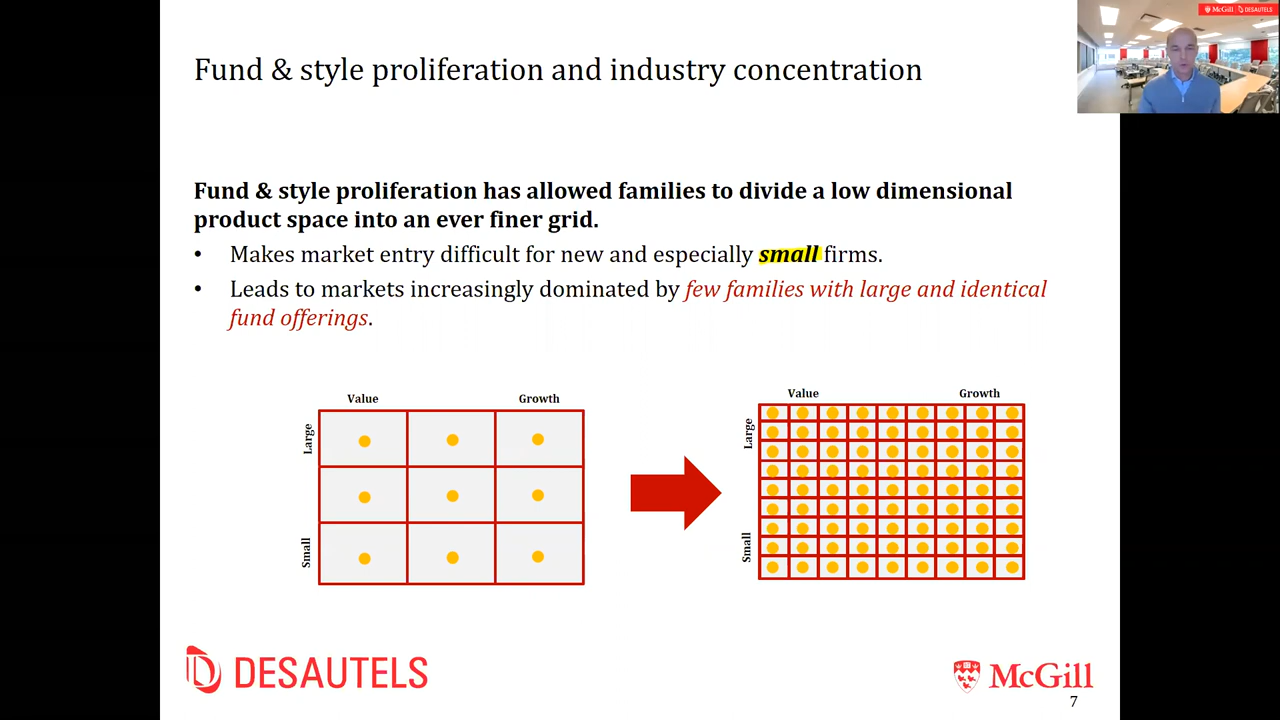 McGill DESAUTELS
Fund & style proliferation and industry concentration
Fund & style proliferation has allowed families to divide a low dimensional
product space into an ever finer grid.
• Makes market entry difficult for new and especially small firms.
• Leads to markets increasingly dominated by few families with large and identical
fund offerings.
Value Growth
Large
Small
Value Growth
Large
Small
DESAUTELS
McGill
7